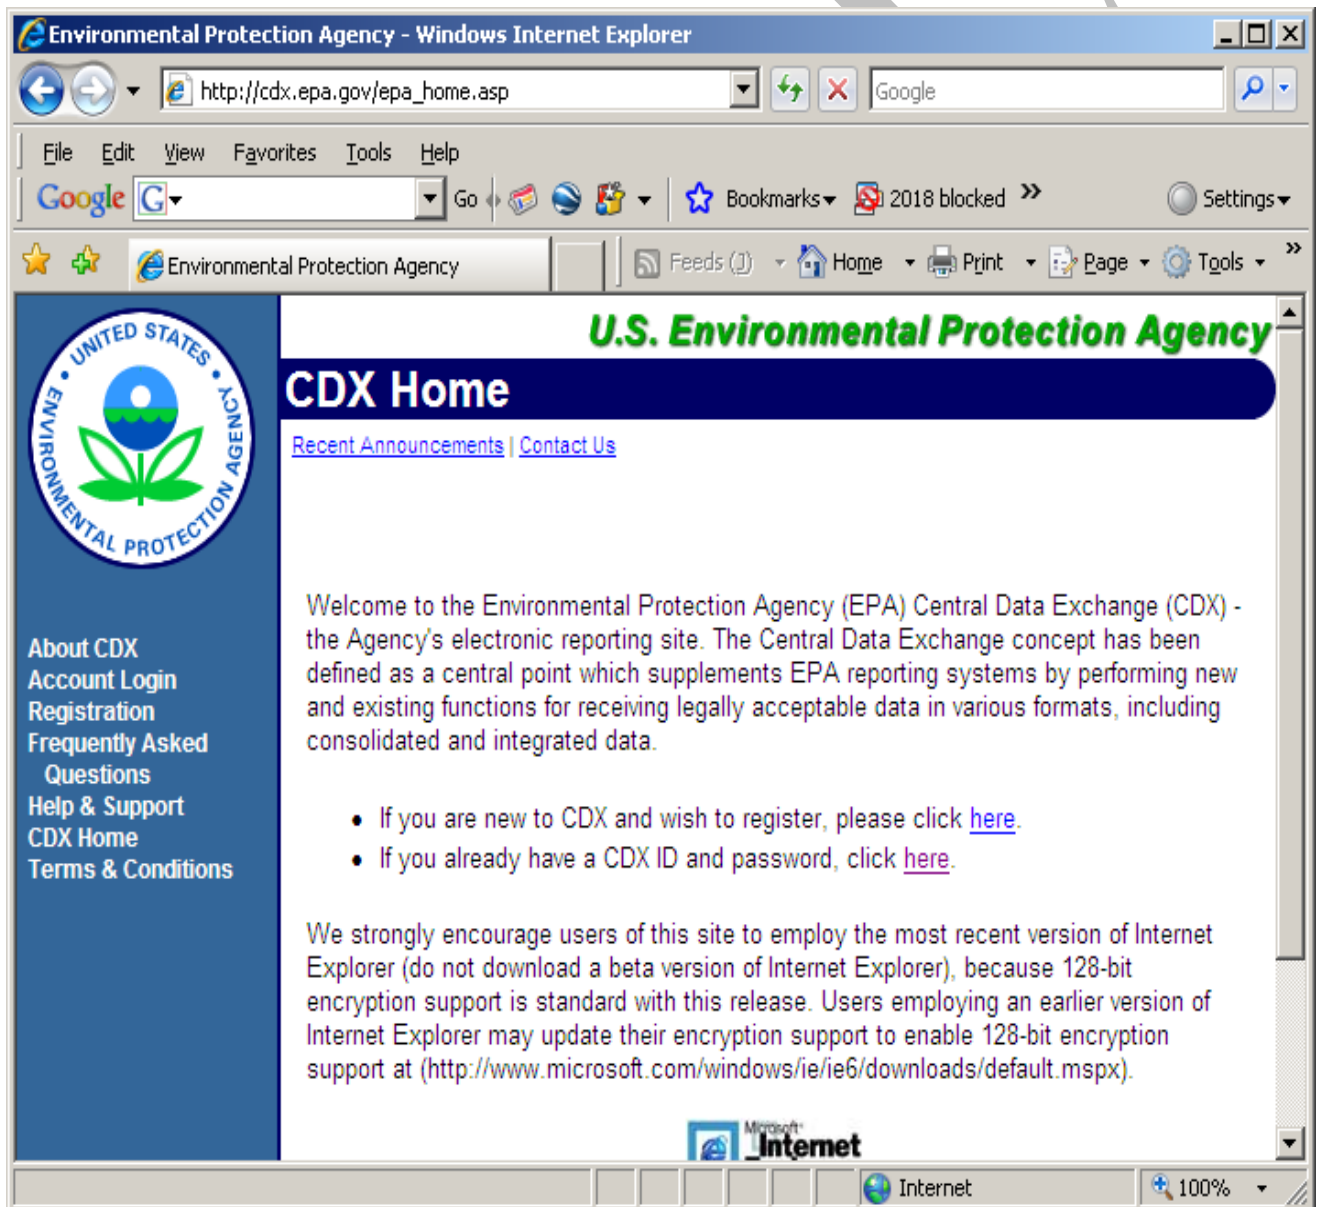 Environmental Protection Agency - Windows Internet Explorer
http://cdx.epa.gov/epa_home.asp
Google
File Edit View Favorites Tools Help
Google G Go Bookmarks 2018 blocked » Settings
Environmental Protection Agency Feeds (J) Home Print Page Tools »
UNITED STATES
ENVIRONMENTAL PROTECTION AGENCY
U.S. Environmental Protection Agency
CDX Home
Recent Announcements | Contact Us
About CDX
Account Login
Registration
Frequently Asked
Questions
Help & Support
CDX Home
Terms & Conditions
Welcome to the Environmental Protection Agency (EPA) Central Data Exchange (CDX) -
the Agency's electronic reporting site. The Central Data Exchange concept has been
defined as a central point which supplements EPA reporting systems by performing new
and existing functions for receiving legally acceptable data in various formats, including
consolidated and integrated data.
• If you are new to CDX and wish to register, please click here.
• If you already have a CDX ID and password, click here.
We strongly encourage users of this site to employ the most recent version of Internet
Explorer (do not download a beta version of Internet Explorer), because 128-bit
encryption support is standard with this release. Users employing an earlier version of
Internet Explorer may update their encryption support to enable 128-bit encryption
support at (http://www.microsoft.com/windows/ie/ie6/downloads/default.mspx).
Microsoft
Internet
Internet 100%